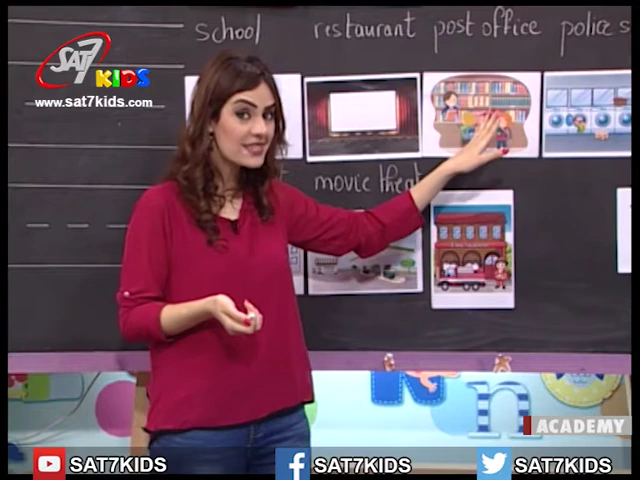 school restaurant post office police s
SAT7
KIDS
www.sat7kids.com
movie theat
n
ACADEMY
SAT7KIDS SAT7KIDS SAT7KIDS